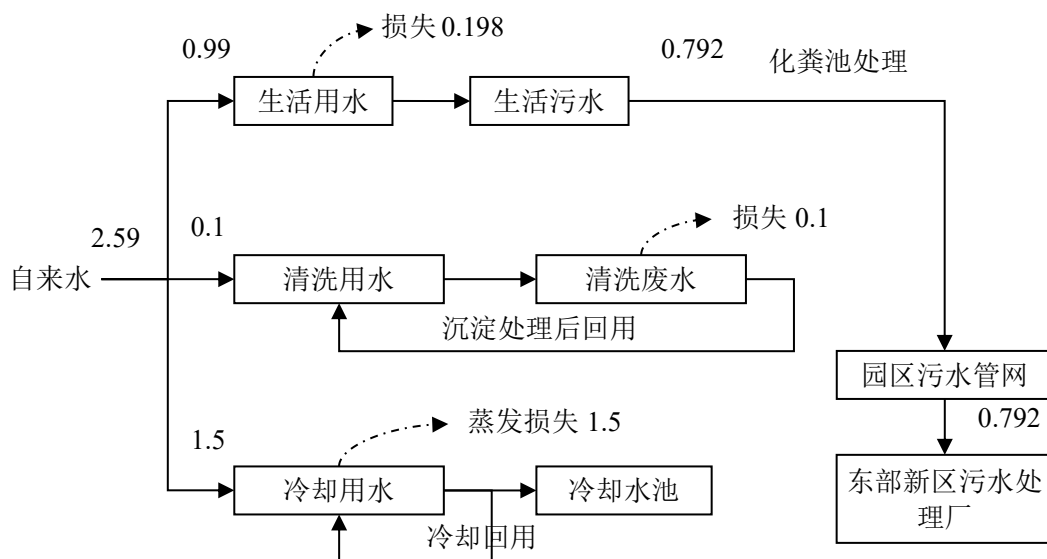 损失 0.198
0.99
0.792
化粪池处理
生活用水
生活污水
损失 0.1
0.1
2.59
自来水
清洗用水
清洗废水
沉淀处理后回用
园区污水管网
0.792
蒸发损失 1.5
1.5
冷却用水
冷却水池
东部新区污水处
理厂
冷却回用